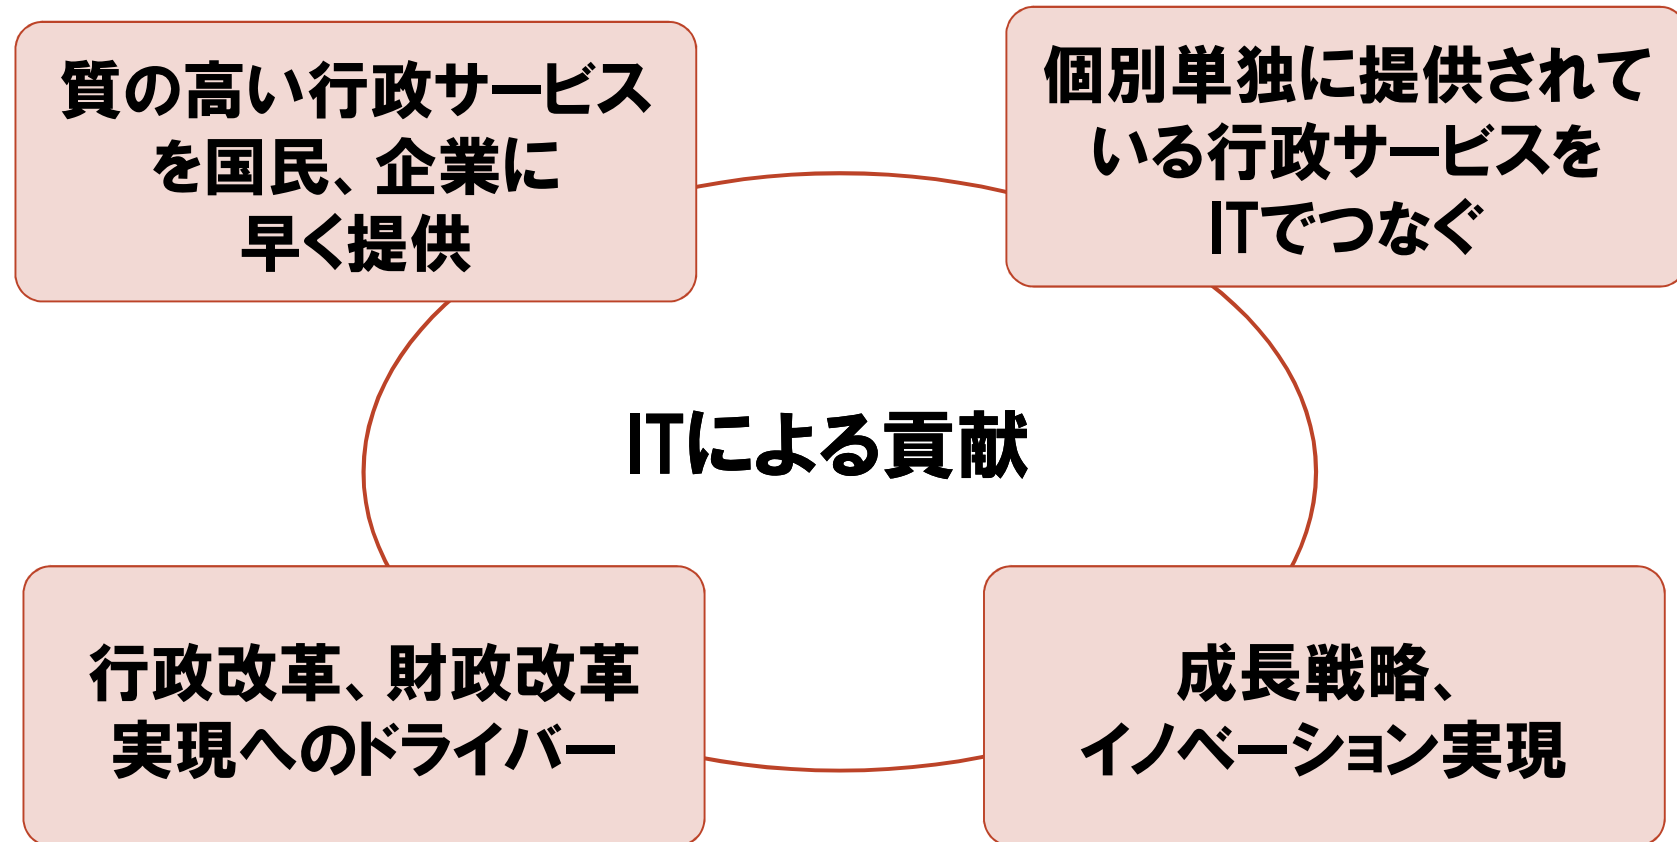 質の高い行政サービス
を国民、企業に
早く提供
個別単独に提供されて
いる行政サービスを
ITでつなぐ
ITによる貢献
行政改革、財政改革
実現へのドライバー
成長戦略、
イノベーション実現